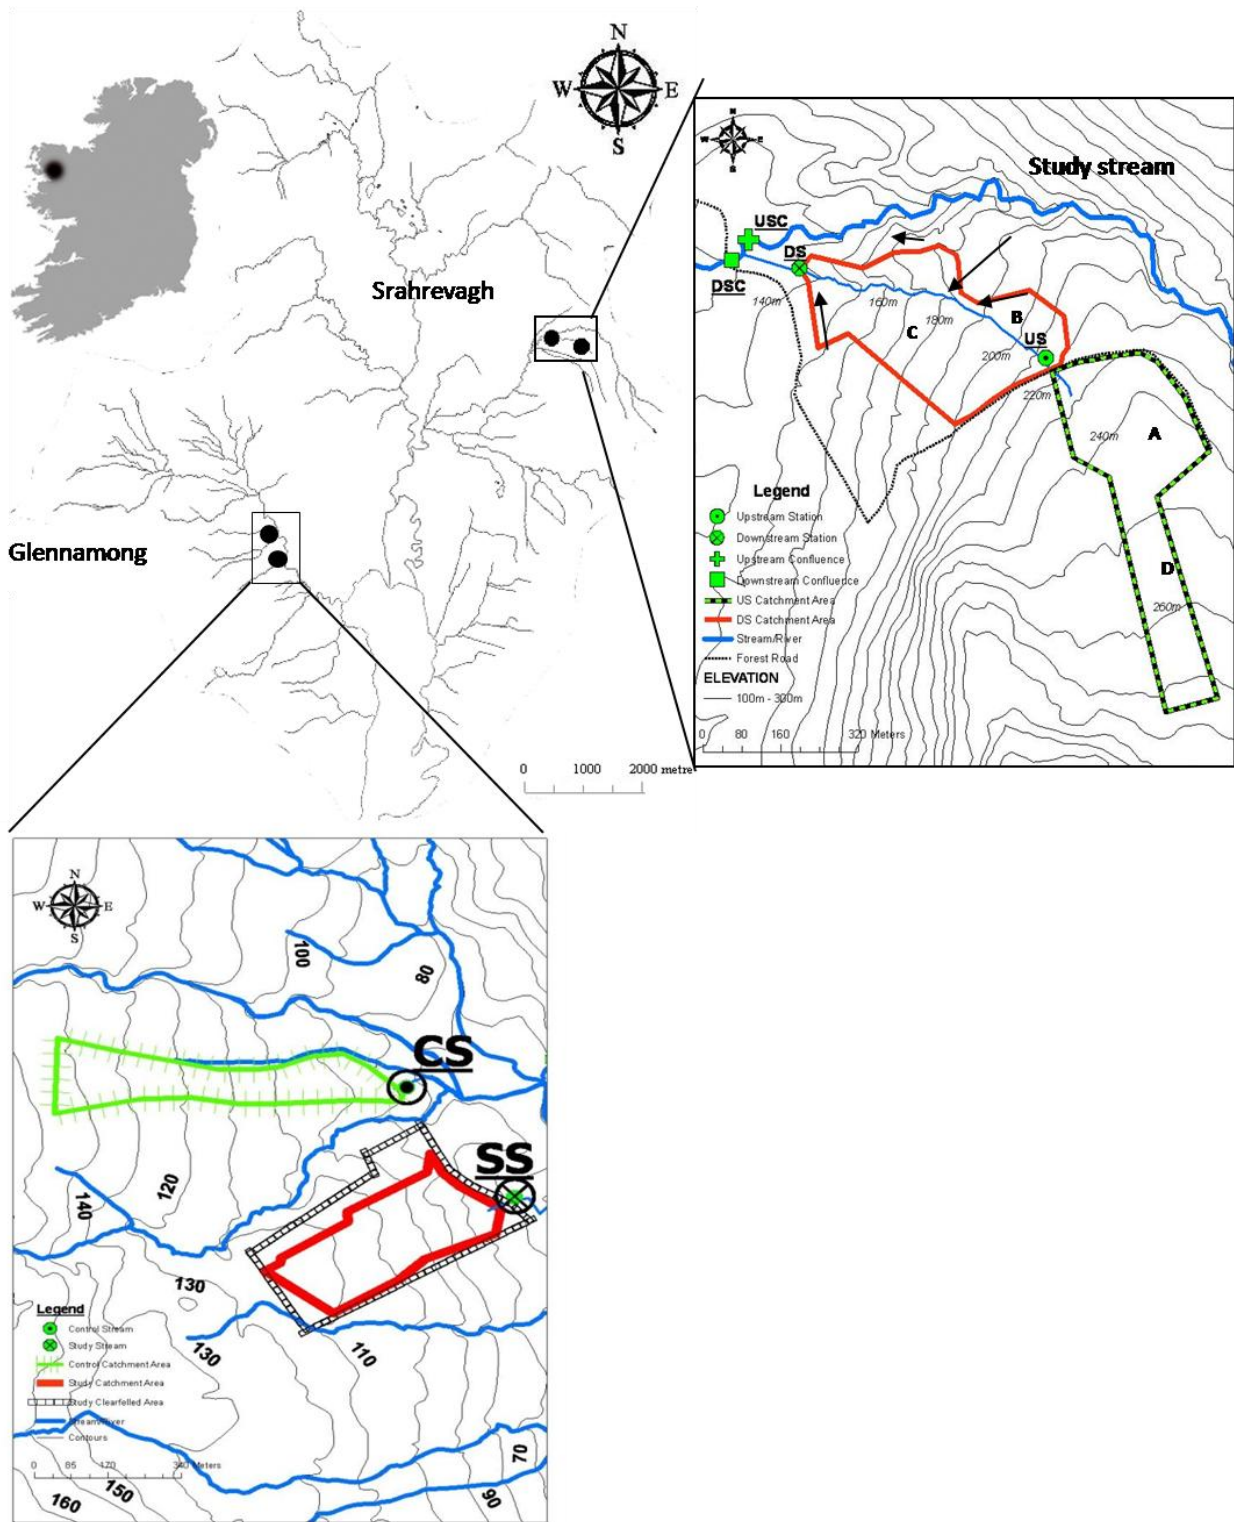 N
W
E
S
Srahrevagh
Glennamong
0 1000 2000 metre
N
W
E
S
Study stream
USC
DS
DSC
140m
160m
180m
C
B
US
200m
220m
240m
A
D
260m
Legend
Upstream Station
Downstream Station
Upstream Confluence
Downstream Confluence
US Catchment Area
DS Catchment Area
Stream/River
Forest Road
ELEVATION
100m - 300m
0 80 160 320 Meters
N
W
E
S
100
80
CS
SS
120
140
130
130
110
Legend
Control Stream
Study Stream
Control Catchment Area
Study Catchment Area
Study Clearfelled Area
Stream/River
Contours
0 85 170 340 Meters
160
150
70
90